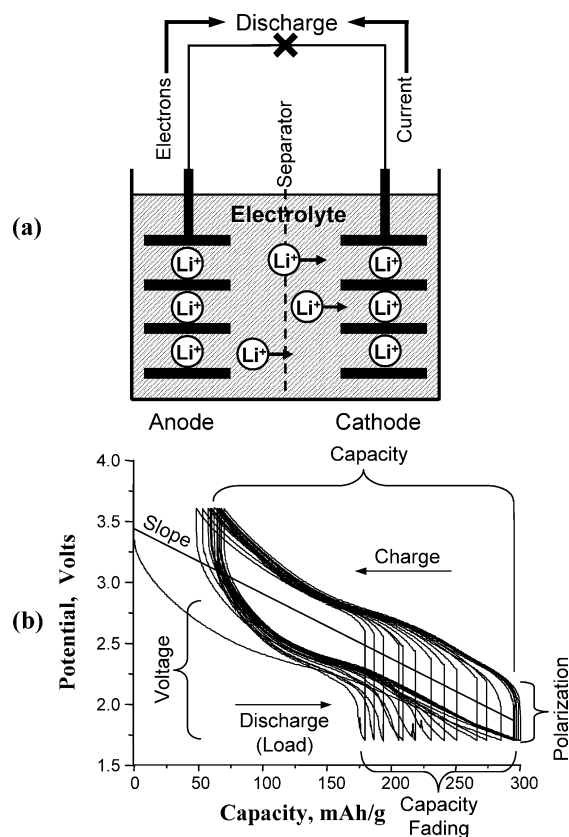 Discharge
Electrons
Current
Separator
(a)
Electrolyte
Li+
Li+
Li+
Li+
Li+
Li+
Li+
Li+
Li+
Anode
Cathode
Capacity
4.0
3.5
3.0
2.5
2.0
1.5
Potential, Volts
(b)
Slope
Charge
Voltage
Discharge
(Load)
Polarization
0
50
100
150
200
250
300
Capacity, mAh/g
Capacity
Fading